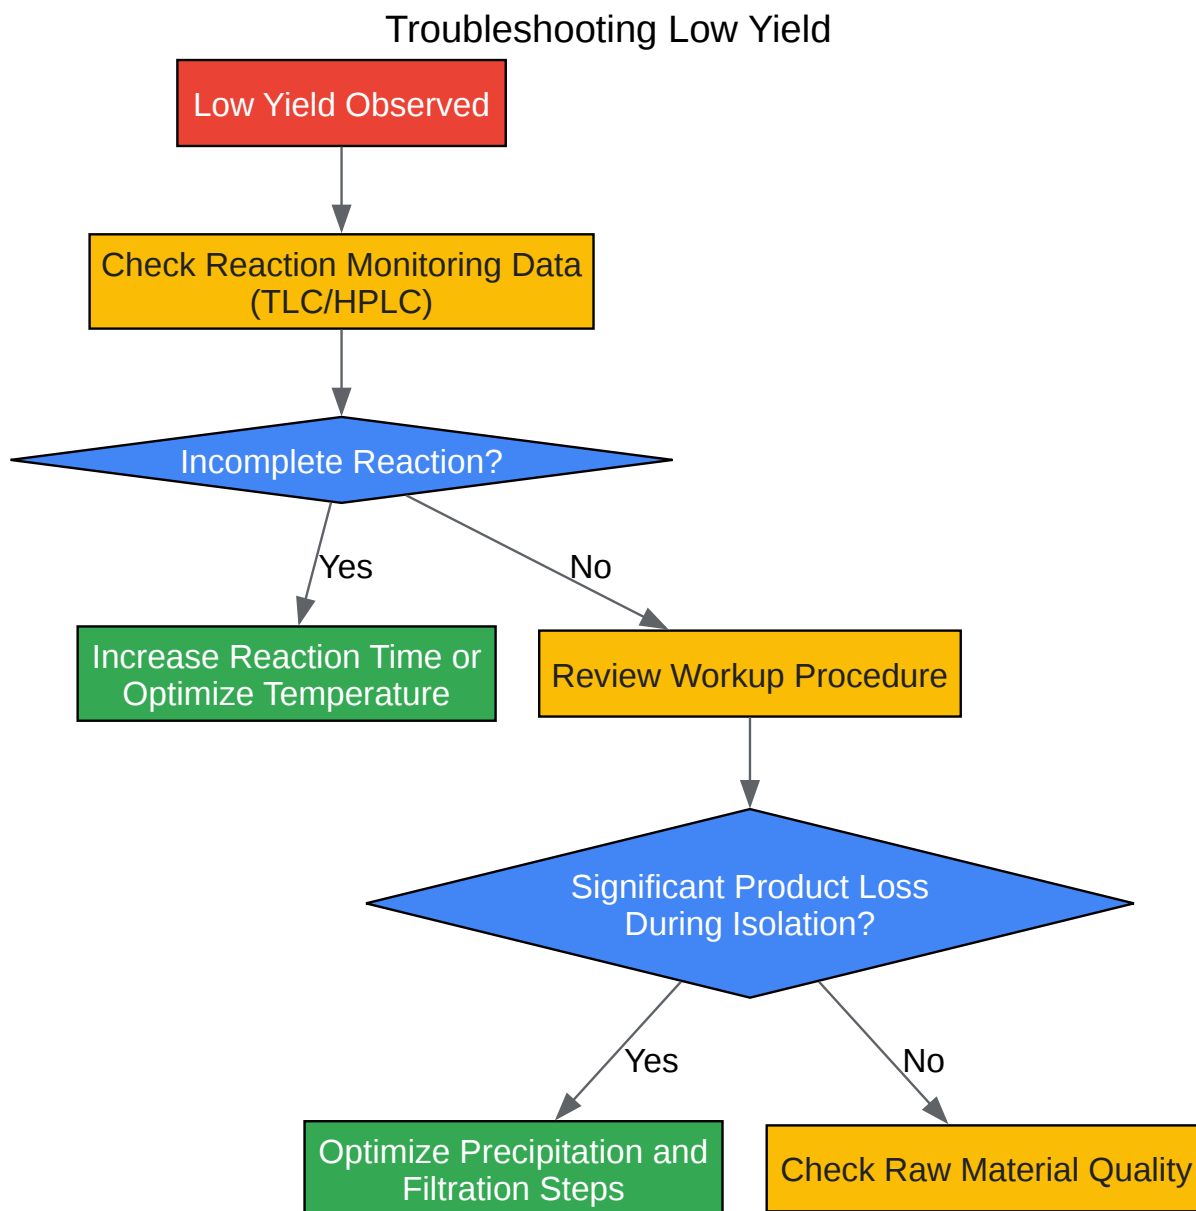 Troubleshooting Low Yield
Low Yield Observed
Check Reaction Monitoring Data
(TLC/HPLC)
Incomplete Reaction?
Yes
No
Increase Reaction Time or
Optimize Temperature
Review Workup Procedure
Significant Product Loss
During Isolation?
Yes
No
Optimize Precipitation and
Filtration Steps
Check Raw Material Quality